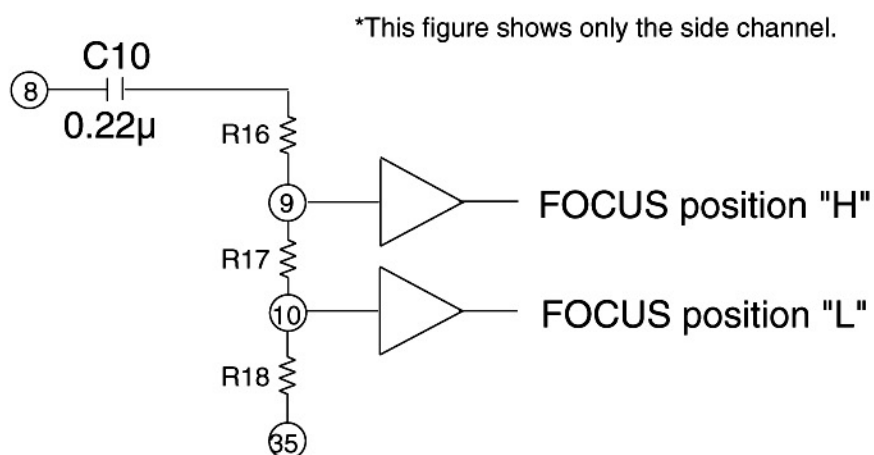 *This figure shows only the side channel.
C10
8
0.22μ
R16
9
FOCUS position "H"
R17
10
FOCUS position "L"
R18
35